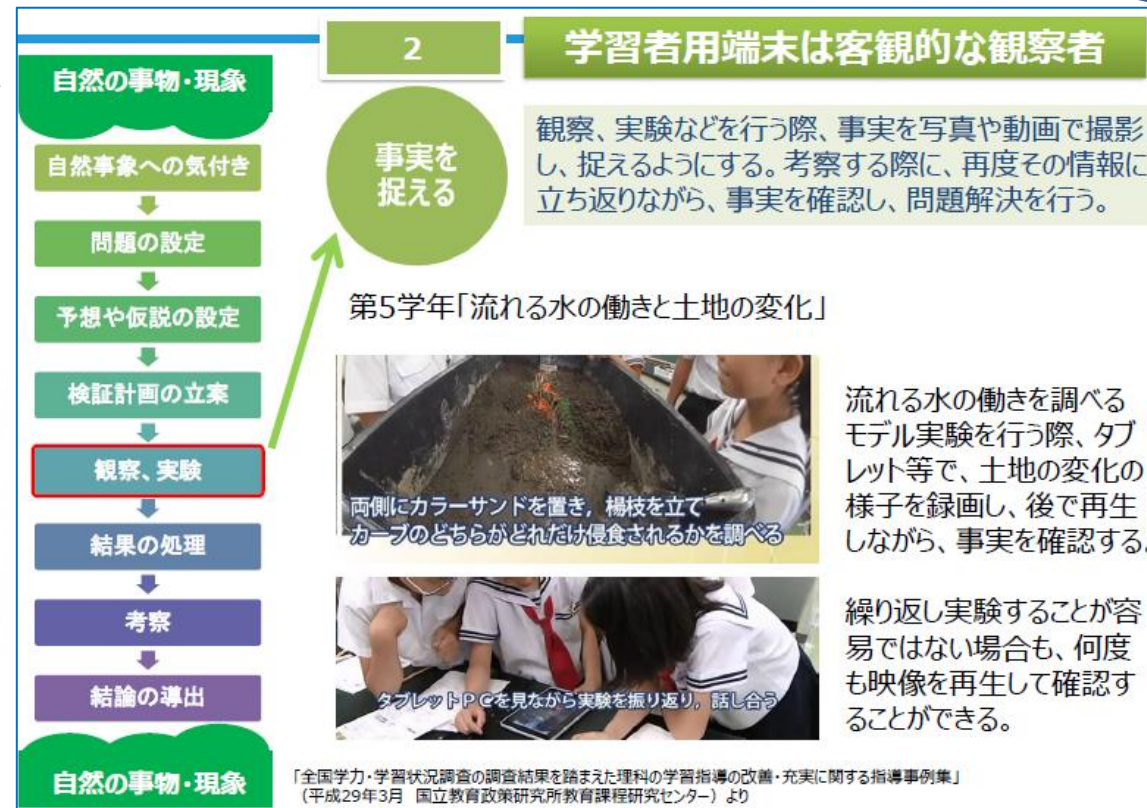 2
学習者用端末は客観的な観察者
自然の事物・現象
自然事象への気付き
問題の設定
予想や仮説の設定
検証計画の立案
観察、実験
結果の処理
考察
結論の導出
自然の事物・現象
事実を
捉える
観察、実験などを行う際、事実を写真や動画で撮影
し、捉えるようにする。考察する際に、再度その情報に
立ち返りながら、事実を確認し、問題解決を行う。
第5学年「流れる水の働きと土地の変化」
両側にカラーサンドを置き，楊枝を立て
カーブのどちらがどれだけ侵食されるかを調べる
流れる水の働きを調べる
モデル実験を行う際、タブ
レット等で、土地の変化の
様子を録画し、後で再生
しながら、事実を確認する。
タブレットＰＣを見ながら実験を振り返り，話し合う
繰り返し実験することが容
易ではない場合も、何度
も映像を再生して確認す
ることができる。
「全国学力・学習状況調査の調査結果を踏まえた理科の学習指導の改善・充実に関する指導事例集」
（平成29年3月　国立教育政策研究所教育課程研究センター）より